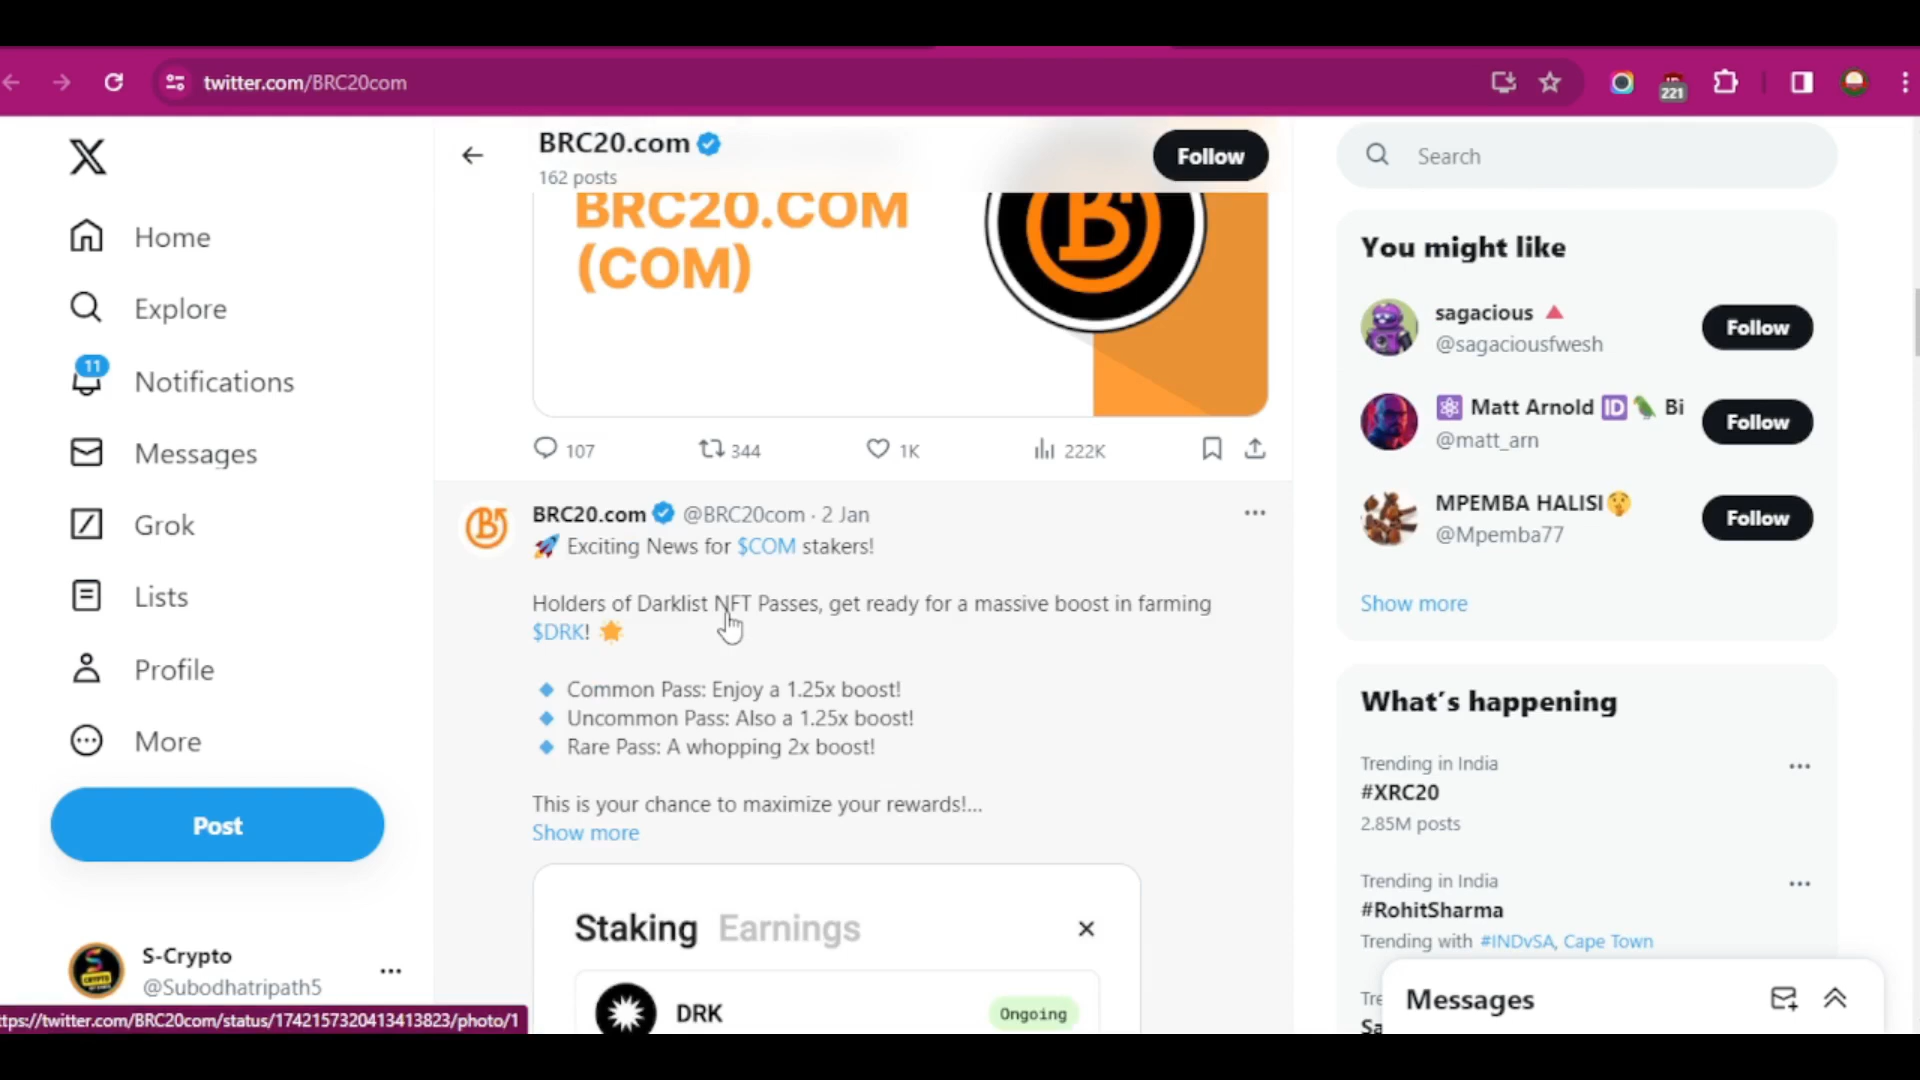 twitter.com/BRC20com
221
BRC20.com
162 posts
Follow
Search
BRC20.COM
(COM)
Home
Explore
11
Notifications
Messages
Grok
Lists
Profile
More
Post
S-Crypto
@Subodhatripath5
107
344
1K
222K
BRC20.com @BRC20com · 2 Jan
🚀 Exciting News for $COM stakers!
Holders of Darklist NFT Passes, get ready for a massive boost in farming
$DRK! 🌟
🔹 Common Pass: Enjoy a 1.25x boost!
🔹 Uncommon Pass: Also a 1.25x boost!
🔹 Rare Pass: A whopping 2x boost!
This is your chance to maximize your rewards!...
Show more
Staking Earnings
DRK
Ongoing
You might like
sagacious 🔺
@sagaciousfwesh
Follow
⚛️ Matt Arnold 🆔 🦜 Bi
@matt_arn
Follow
MPEMBA HALISI🤫
@Mpemba77
Follow
Show more
What's happening
Trending in India
#XRC20
2.85M posts
Trending in India
#RohitSharma
Trending with #INDvSA, Cape Town
Tre
Sa
Messages
ttps://twitter.com/BRC20com/status/1742157320413413823/photo/1